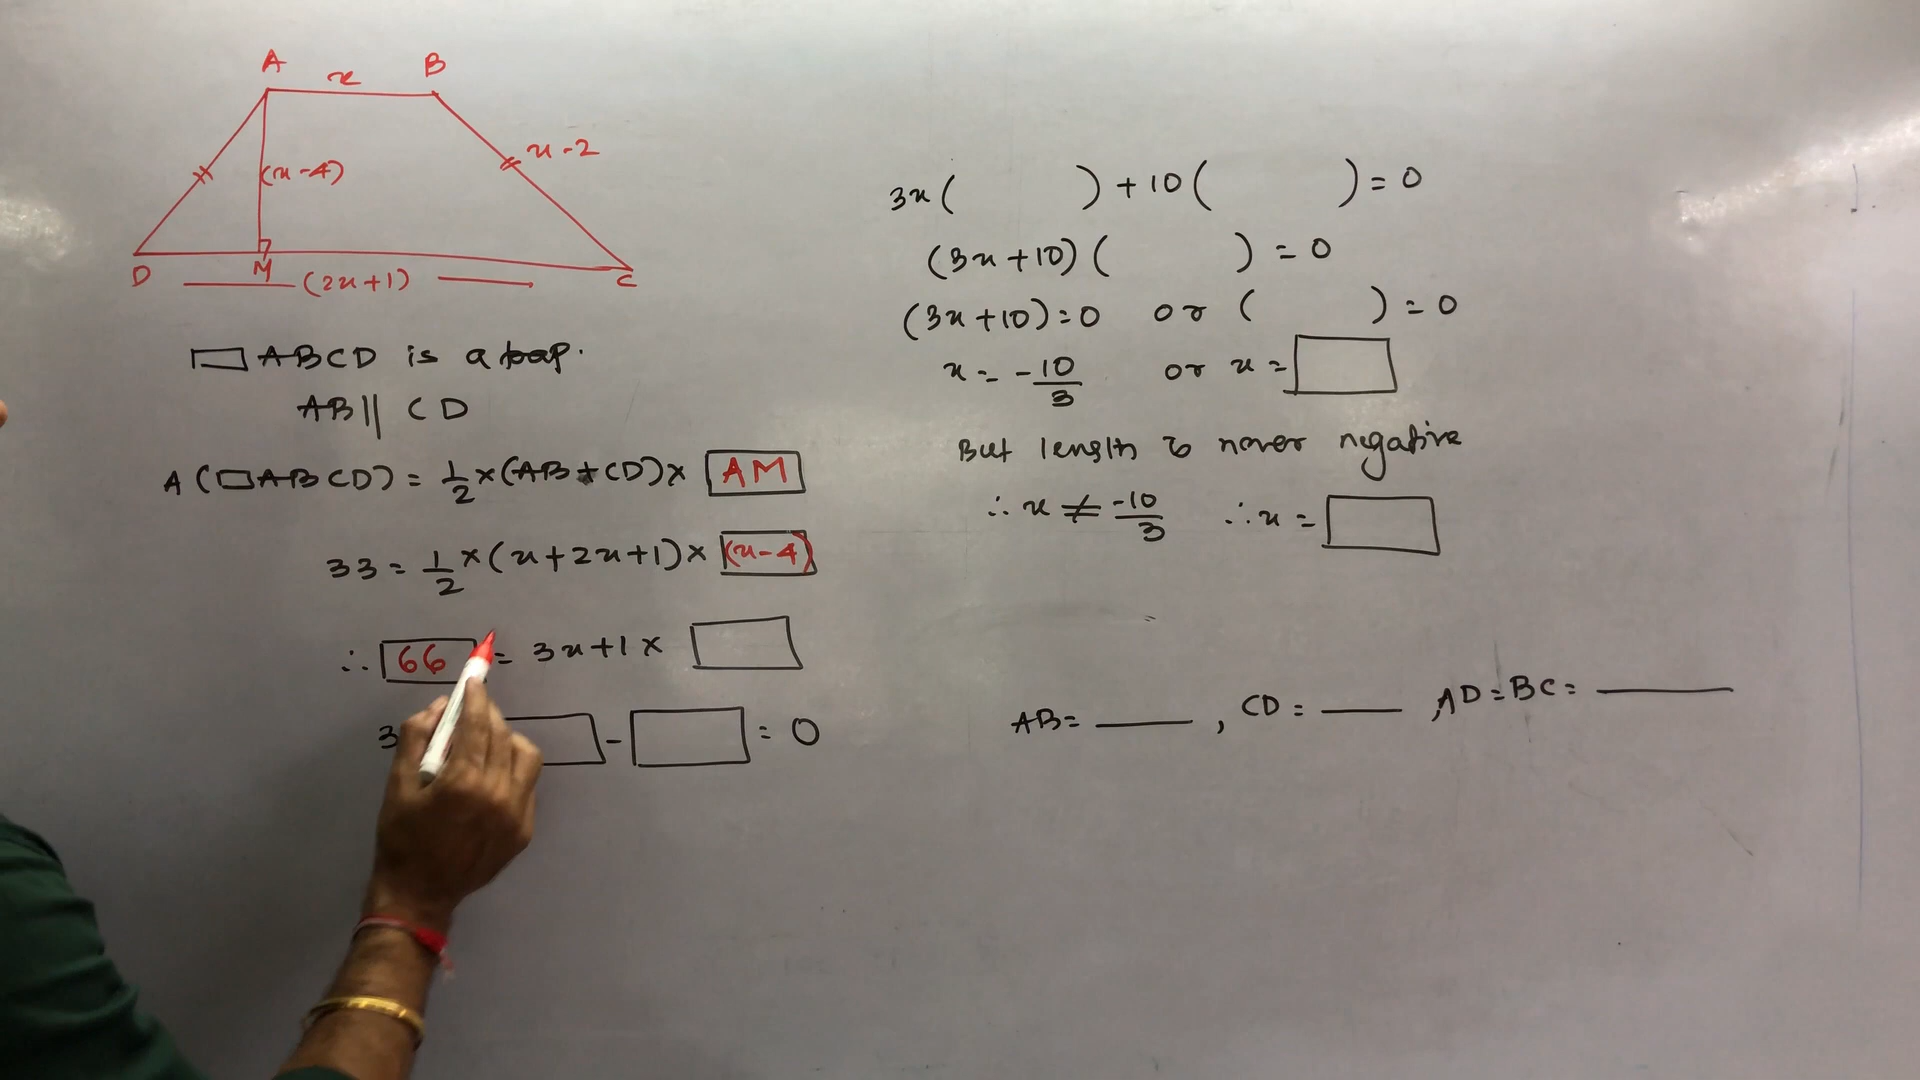 A x B
(x-4) x-2
D M (2x+1) C
▭ ABCD is a trap.
AB || CD
A(▭ABCD) = 1/2 × (AB + CD) × AM
33 = 1/2 × (x+2x+1) × (x-4)
∴ 66 = 3x+1 ×
3 - = 0
3x( ) + 10( ) = 0
(3x+10)( ) = 0
(3x+10) = 0 or ( ) = 0
x = -10/3 or x =
But length is never negative
∴ x ≠ -10/3 ∴ x =
AB = ____ , CD = ____ , AD = BC = ____